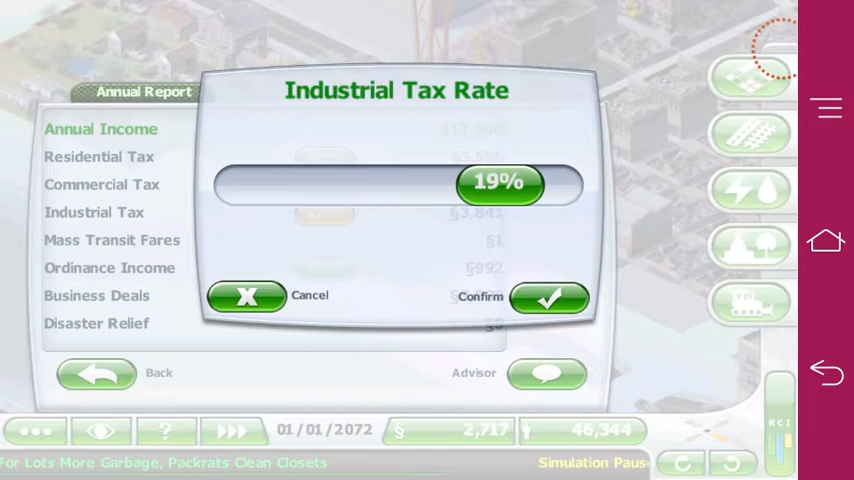 Annual Report
Industrial Tax Rate
Annual Income
Residential Tax
Commercial Tax
19%
Industrial Tax §3,841
Mass Transit Fares §1
Ordinance Income §992
Business Deals
Disaster Relief §0
Cancel
Confirm
Back
Advisor
?
01/01/2072
§ 2,717
46,344
RCI
For Lots More Garbage, Packrats Clean Closets
Simulation Paus